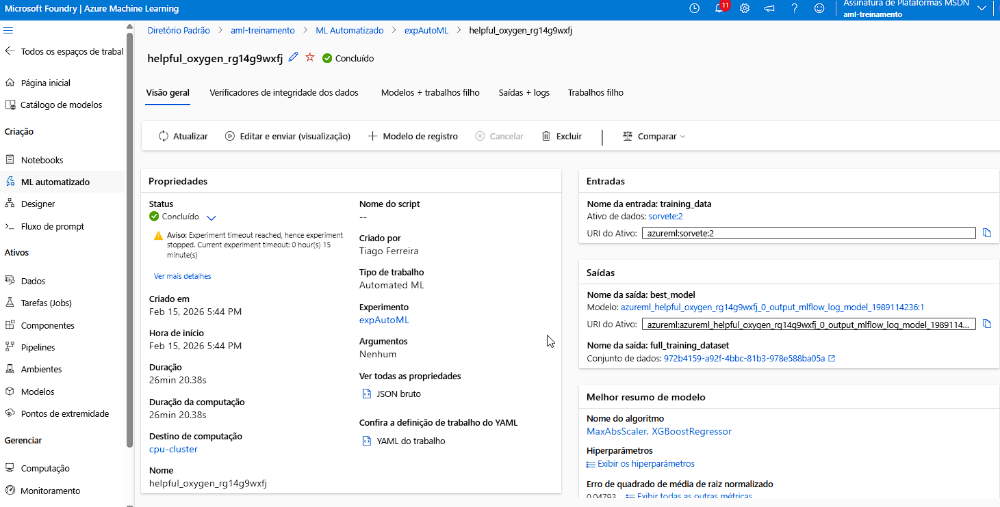 Microsoft Foundry | Azure Machine Learning
11
Assinatura de Plataformas MSDN
aml-treinamento
Todos os espaços de trabal
Página inicial
Catálogo de modelos
Criação
Notebooks
ML automatizado
Designer
Fluxo de prompt
Ativos
Dados
Tarefas (Jobs)
Componentes
Pipelines
Ambientes
Modelos
Pontos de extremidade
Gerenciar
Computação
Monitoramento
Diretório Padrão > aml-treinamento > ML Automatizado > expAutoML > helpful_oxygen_rg14g9wxfj
helpful_oxygen_rg14g9wxfj Concluído
Visão geral Verificadores de integridade dos dados Modelos + trabalhos filho Saídas + logs Trabalhos filho
Atualizar Editar e enviar (visualização) Modelo de registro Cancelar Excluir Comparar
Propriedades
Status
Concluído
Aviso: Experiment timeout reached, hence experiment
stopped. Current experiment timeout: 0 hour(s) 15
minute(s)
Ver mais detalhes
Criado em
Feb 15, 2026 5:44 PM
Hora de início
Feb 15, 2026 5:44 PM
Duração
26min 20.38s
Duração da computação
26min 20.38s
Destino de computação
cpu-cluster
Nome
helpful_oxygen_rg14g9wxfj
Nome do script
--
Criado por
Tiago Ferreira
Tipo de trabalho
Automated ML
Experimento
expAutoML
Argumentos
Nenhum
Ver todas as propriedades
JSON bruto
Confira a definição de trabalho do YAML
YAML do trabalho
Entradas
Nome da entrada: training_data
Ativo de dados: sorvete:2
URI do Ativo: azureml:sorvete:2
Saídas
Nome da saída: best_model
Modelo: azureml_helpful_oxygen_rg14g9wxfj_0_output_mlflow_log_model_1989114236:1
URI do Ativo: azureml:azureml_helpful_oxygen_rg14g9wxfj_0_output_mlflow_log_model_1989114...
Nome da saída: full_training_dataset
Conjunto de dados: 972b4159-a92f-4bbc-81b3-978e588ba05a
Melhor resumo de modelo
Nome do algoritmo
MaxAbsScaler, XGBoostRegressor
Hiperparâmetros
Exibir os hiperparâmetros
Erro de quadrado de média de raiz normalizado
0.04793 Exibir todas as outras métricas